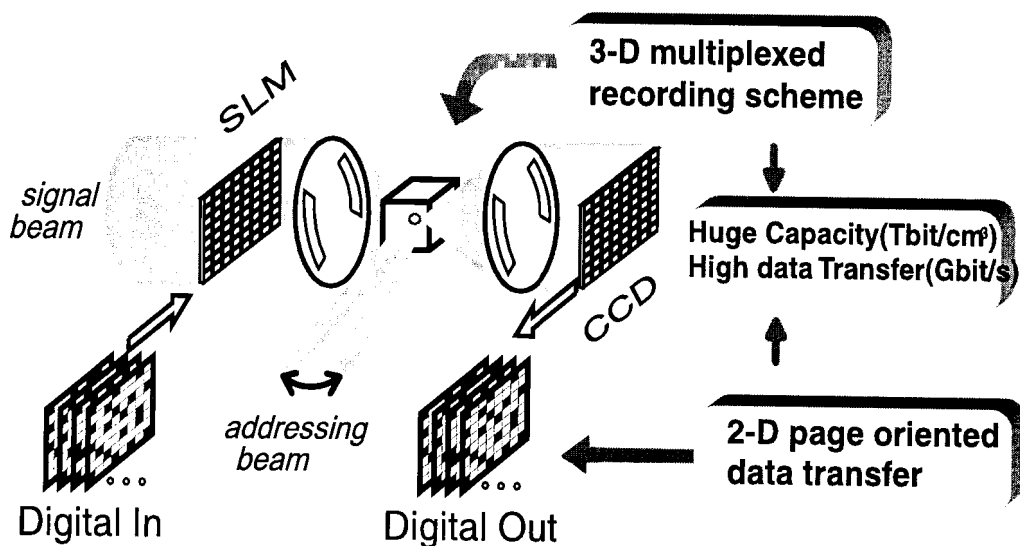 3-D multiplexed
recording scheme
SLM
signal
beam
Huge Capacity(Tbit/cm³)
High data Transfer(Gbit/s)
CCD
addressing
beam
2-D page oriented
data transfer
Digital In
Digital Out